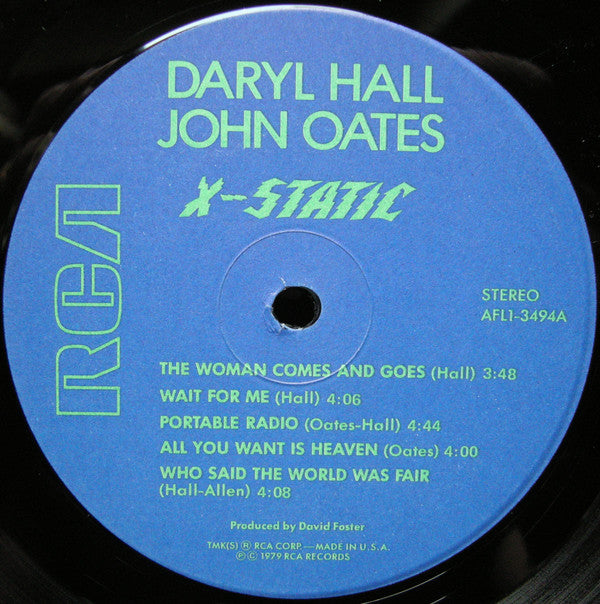 DARYL HALL
JOHN OATES
X-STATIC
RCA
STEREO
AFL1-3494A
THE WOMAN COMES AND GOES (Hall) 3:48
WAIT FOR ME (Hall) 4:06
PORTABLE RADIO (Oates-Hall) 4:44
ALL YOU WANT IS HEAVEN (Oates) 4:00
WHO SAID THE WORLD WAS FAIR
(Hall-Allen) 4:08
Produced by David Foster
TMK(S) ® RCA CORP.—MADE IN U.S.A.
℗ © 1979 RCA RECORDS